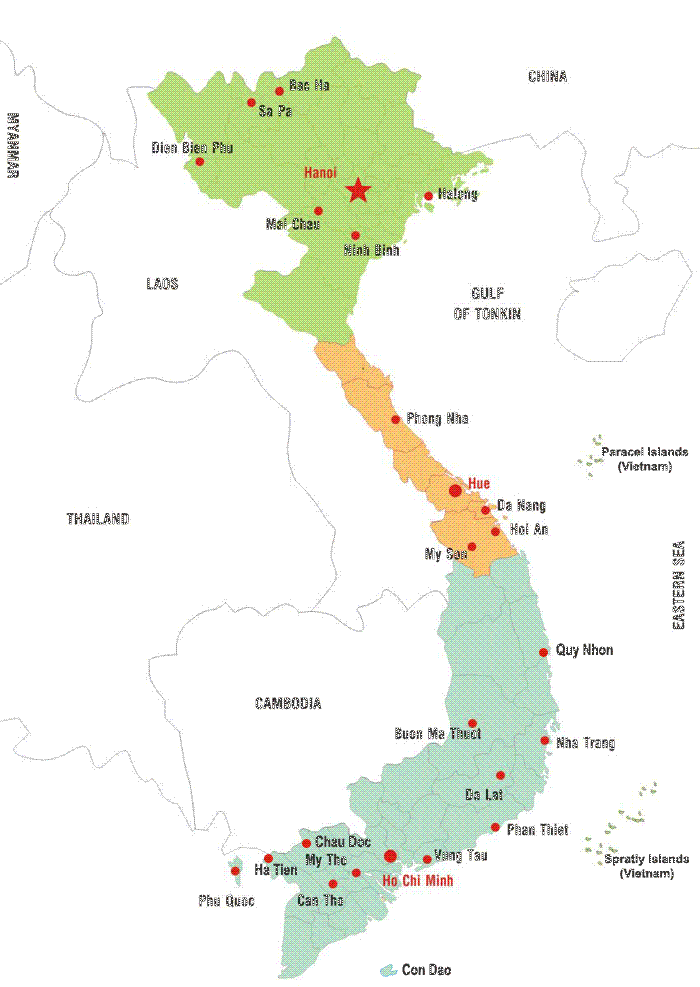 CHINA
MYANMAR
Bac Ha
Sa Pa
Dien Bien Phu
Hanoi
Halong
Mai Chau
Ninh Binh
LAOS
GULF
OF TONKIN
Phong Nha
Paracel Islands
(Vietnam)
Hue
Da Nang
THAILAND
Hoi An
My Son
EASTERN SEA
Quy Nhon
CAMBODIA
Buon Ma Thuot
Nha Trang
Da Lat
Phan Thiet
Chau Doc
My Tho
Vung Tau
Spratly Islands
(Vietnam)
Ha Tien
Ho Chi Minh
Phu Quoc
Can Tho
Con Dao